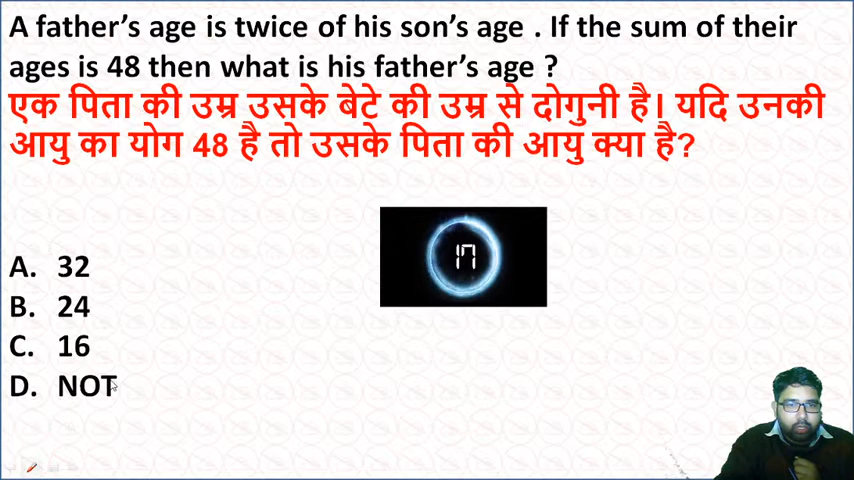 A father’s age is twice of his son’s age . If the sum of their
ages is 48 then what is his father’s age ?
एक पिता की उम्र उसके बेटे की उम्र से दोगुनी है। यदि उनकी
आयु का योग 48 है तो उसके पिता की आयु क्या है?
17
A. 32
B. 24
C. 16
D. NOT